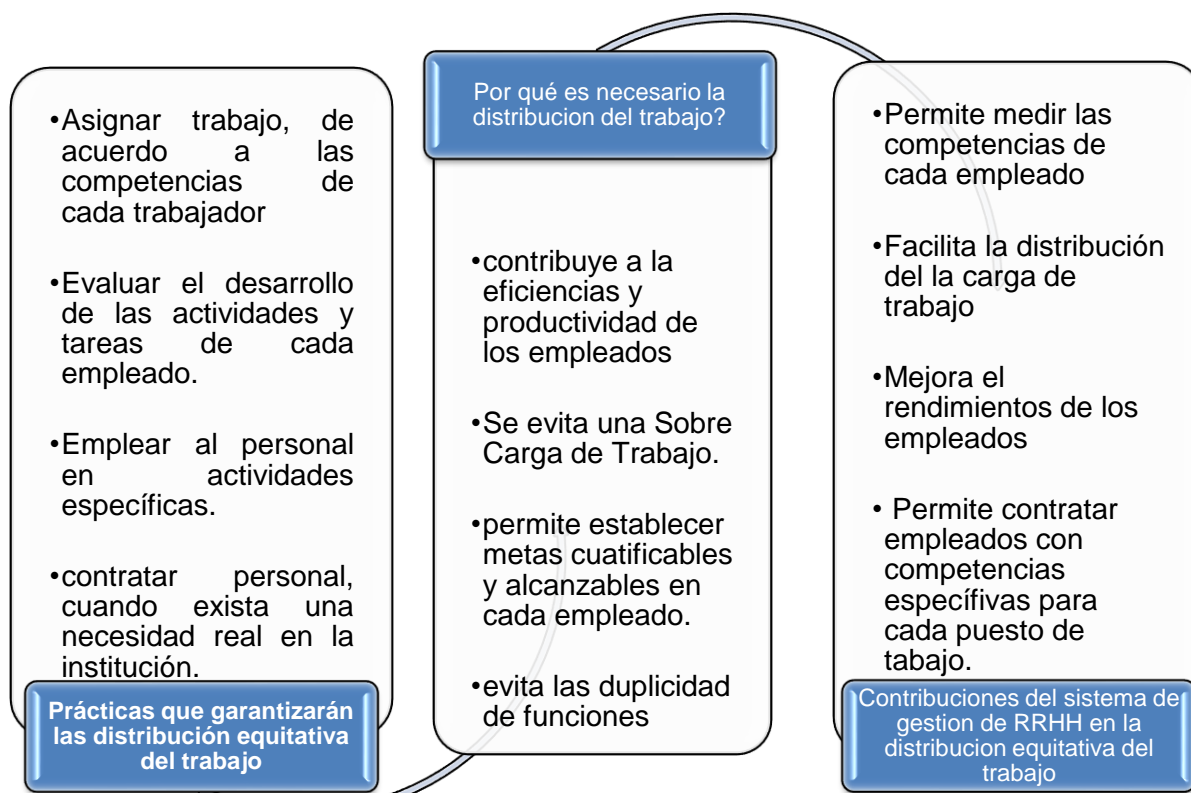 •Asignar trabajo, de
acuerdo a las
competencias de
cada trabajador
•Evaluar el desarrollo
de las actividades y
tareas de cada
empleado.
•Emplear al personal
en actividades
específicas.
•contratar personal,
cuando exista una
necesidad real en la
institución.
Prácticas que garantizarán
las distribución equitativa
del trabajo
Por qué es necesario la
distribucion del trabajo?
•contribuye a la
eficiencias y
productividad de
los empleados
•Se evita una Sobre
Carga de Trabajo.
•permite establecer
metas cuatificables
y alcanzables en
cada empleado.
•evita las duplicidad
de funciones
•Permite medir las
competencias de
cada empleado
•Facilita la distribución
del la carga de
trabajo
•Mejora el
rendimientos de los
empleados
• Permite contratar
empleados con
competencias
específivas para
cada puesto de
tabajo.
Contribuciones del sistema de
gestion de RRHH en la
distribucion equitativa del
trabajo